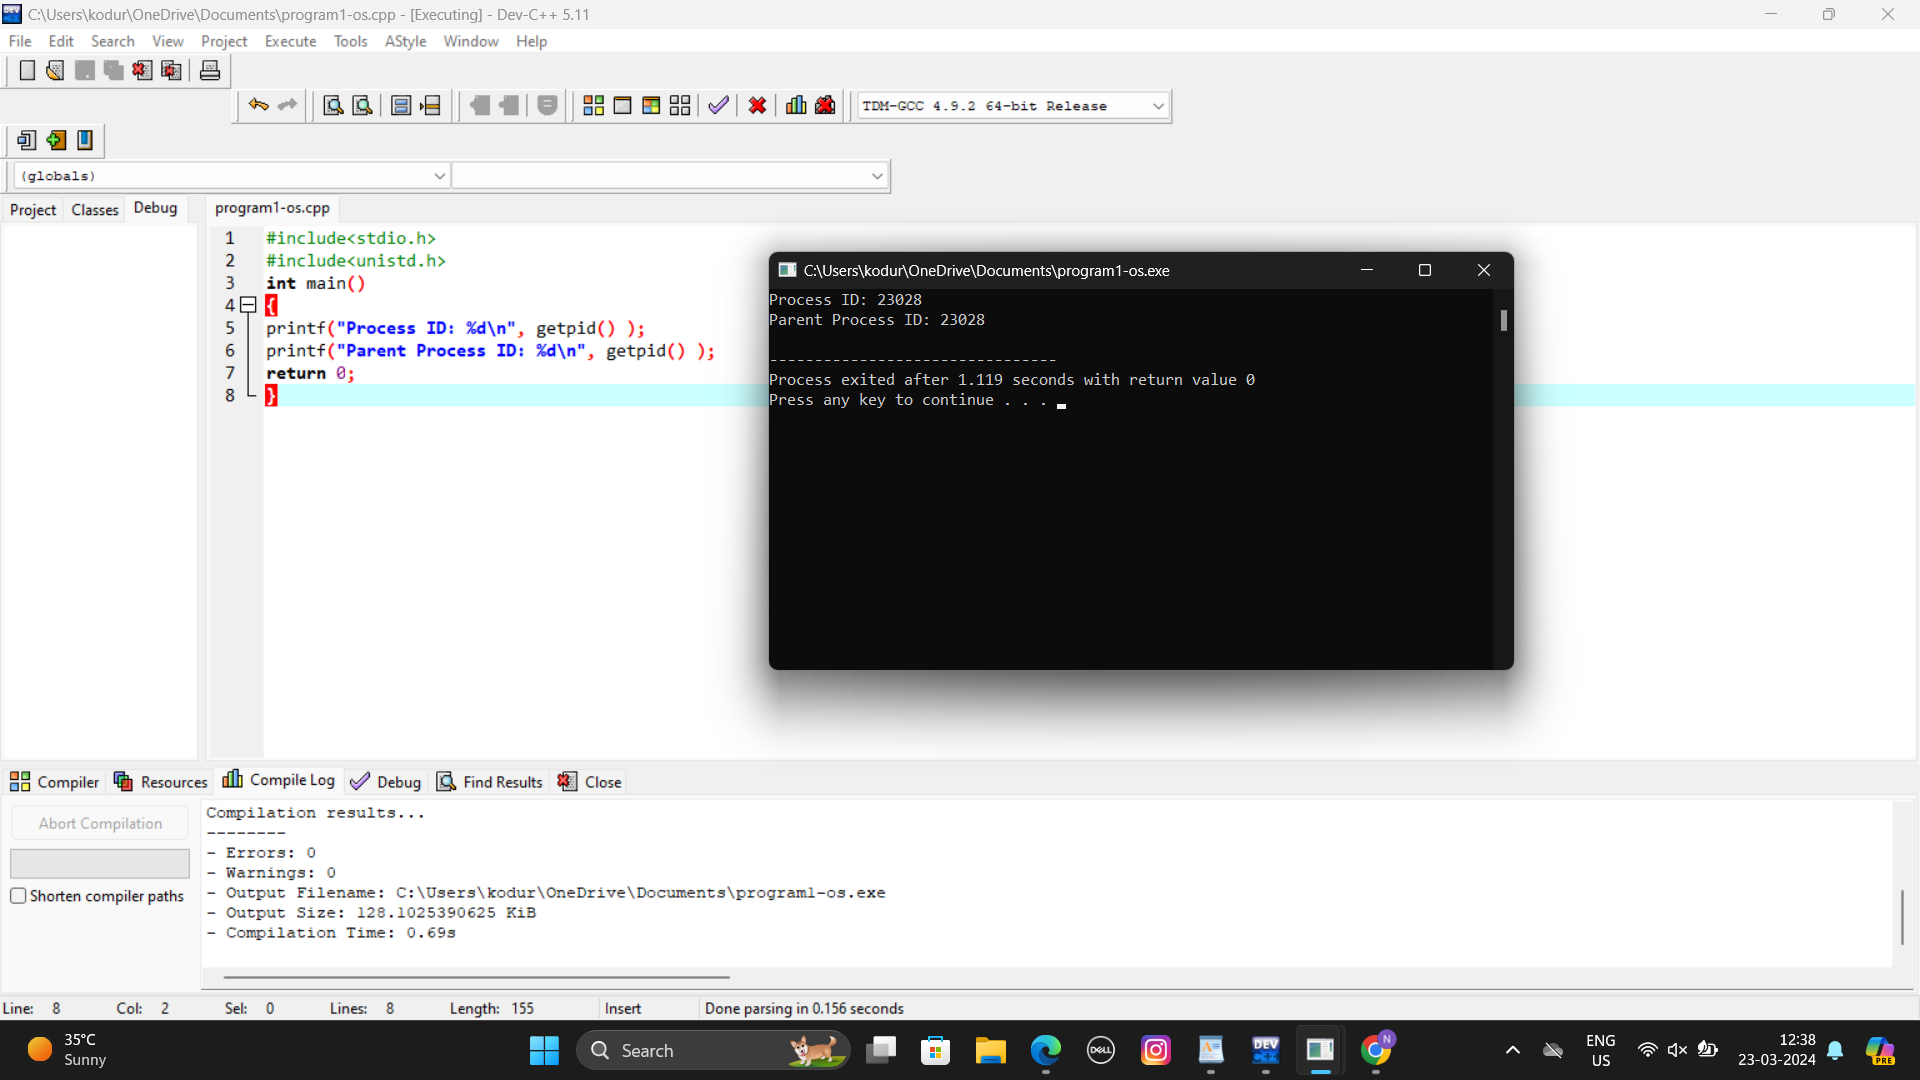 C:\Users\kodur\OneDrive\Documents\program1-os.cpp - [Executing] - Dev-C++ 5.11
File Edit Search View Project Execute Tools AStyle Window Help
TDM-GCC 4.9.2 64-bit Release
(globals)
Project Classes Debug program1-os.cpp
1 #include<stdio.h>
2 #include<unistd.h>
3 int main()
4 {
5 printf("Process ID: %d\n", getpid() );
6 printf("Parent Process ID: %d\n", getpid() );
7 return 0;
8 }
C:\Users\kodur\OneDrive\Documents\program1-os.exe
Process ID: 23028
Parent Process ID: 23028
--------------------------------
Process exited after 1.119 seconds with return value 0
Press any key to continue . . .
Compiler Resources Compile Log Debug Find Results Close
Abort Compilation
Shorten compiler paths
Compilation results...
--------
- Errors: 0
- Warnings: 0
- Output Filename: C:\Users\kodur\OneDrive\Documents\program1-os.exe
- Output Size: 128.1025390625 KiB
- Compilation Time: 0.69s
Line: 8 Col: 2 Sel: 0 Lines: 8 Length: 155 Insert Done parsing in 0.156 seconds
35°C
Sunny
Search
DELL
DEV
C++
N
ENG
US
12:38
23-03-2024
PRE